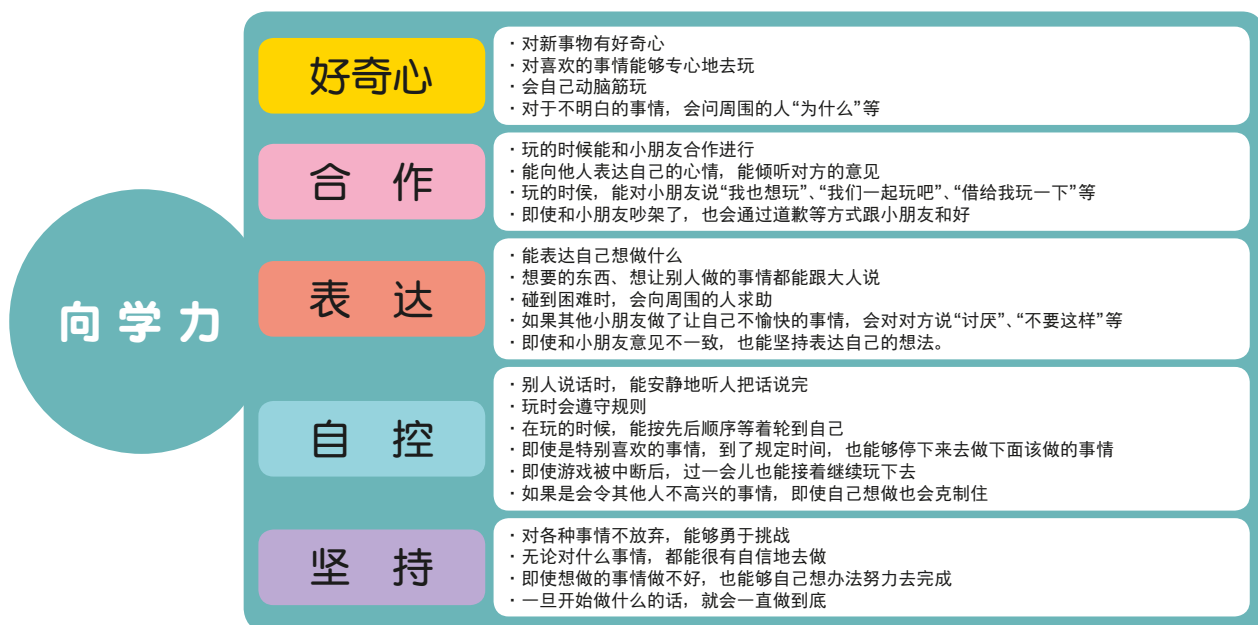 向学力
好奇心
·对新事物有好奇心
·对喜欢的事情能够专心地去玩
·会自己动脑筋玩
·对于不明白的事情，会问周围的人“为什么”等
合 作
·玩的时候能和小朋友合作进行
·能向他人表达自己的心情，能倾听对方的意见
·玩的时候，能对小朋友说“我也想玩”、“我们一起玩吧”、“借给我玩一下”等
·即使和小朋友吵架了，也会通过道歉等方式跟小朋友和好
表 达
·能表达自己想做什么
·想要的东西、想让别人做的事情都能跟大人说
·碰到困难时，会向周围的人求助
·如果其他小朋友做了让自己不愉快的事情，会对对方说“讨厌”、“不要这样”等
·即使和小朋友意见不一致，也能坚持表达自己的想法。
自 控
·别人说话时，能安静地听人把话说完
·玩时会遵守规则
·在玩的时候，能按先后顺序等着轮到自己
·即使是特别喜欢的事情，到了规定时间，也能够停下来去做下面该做的事情
·即使游戏被中断后，过一会儿也能接着继续玩下去
·如果是会令其他人不高兴的事情，即使自己想做也会克制住
坚 持
·对各种事情不放弃，能够勇于挑战
·无论对什么事情，都能很有自信地去做
·即使想做的事情做不好，也能够自己想办法努力去完成
·一旦开始做什么的话，就会一直做到底